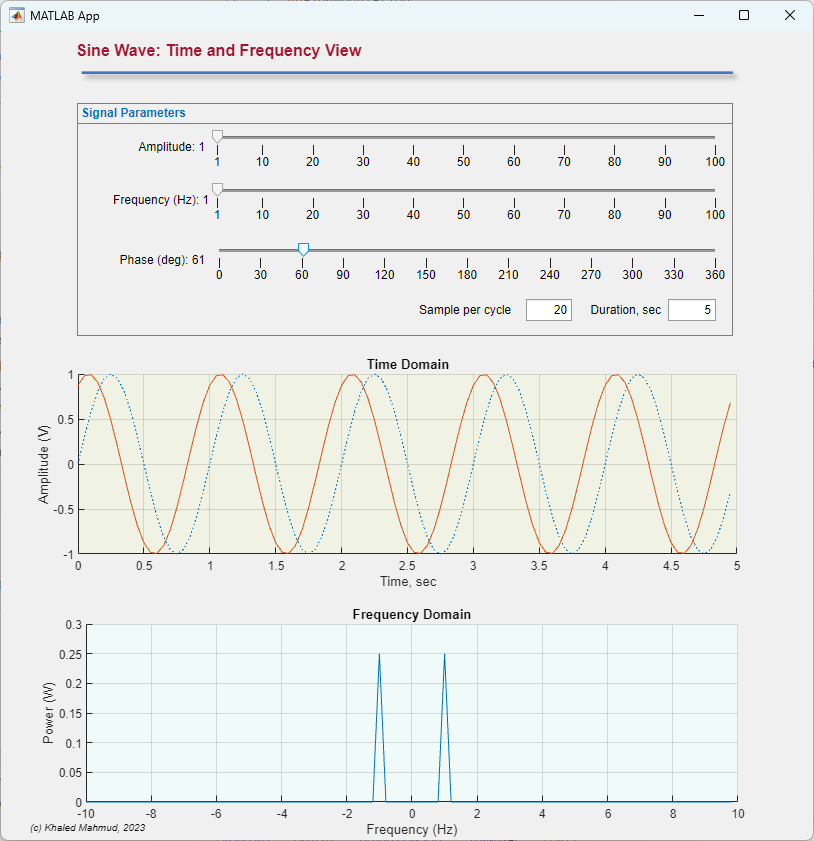 MATLAB App
Sine Wave: Time and Frequency View
Signal Parameters
Amplitude: 1
1 10 20 30 40 50 60 70 80 90 100
Frequency (Hz): 1
1 10 20 30 40 50 60 70 80 90 100
Phase (deg): 61
0 30 60 90 120 150 180 210 240 270 300 330 360
Sample per cycle 20 Duration, sec 5
Time Domain
Amplitude (V)
1
0.5
0
-0.5
-1
0 0.5 1 1.5 2 2.5 3 3.5 4 4.5 5
Time, sec
Frequency Domain
Power (W)
0.3
0.25
0.2
0.15
0.1
0.05
0
-10 -8 -6 -4 -2 0 2 4 6 8 10
Frequency (Hz)
(c) Khaled Mahmud, 2023